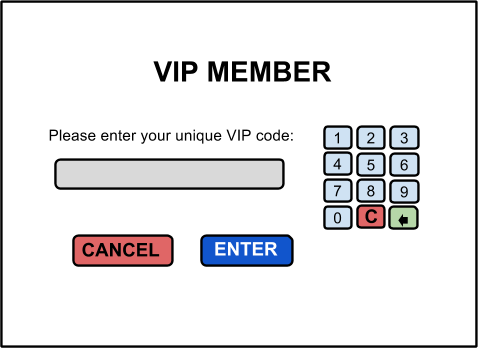 VIP MEMBER
Please enter your unique VIP code:
1 2 3
4 5 6
7 8 9
0 C
CANCEL ENTER